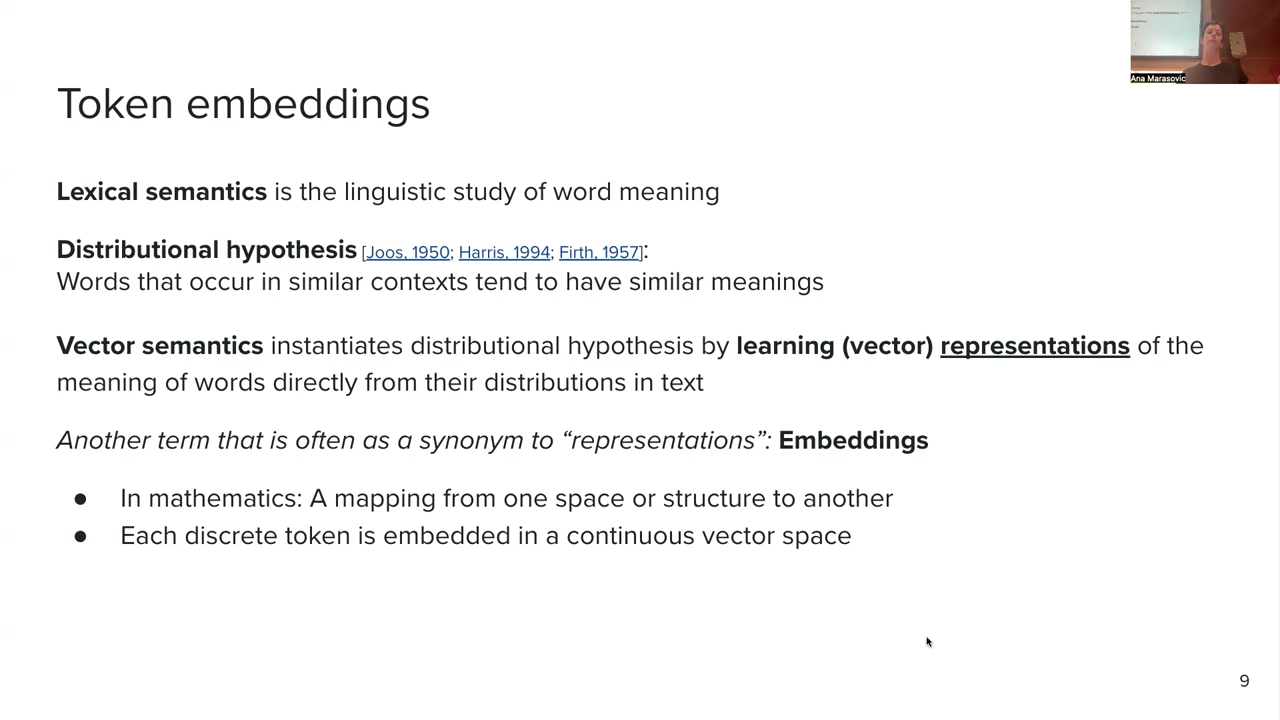 Ana Marasovic
Token embeddings
Lexical semantics is the linguistic study of word meaning
Distributional hypothesis [Joos, 1950; Harris, 1994; Firth, 1957]:
Words that occur in similar contexts tend to have similar meanings
Vector semantics instantiates distributional hypothesis by learning (vector) representations of the
meaning of words directly from their distributions in text
Another term that is often as a synonym to “representations”: Embeddings
● In mathematics: A mapping from one space or structure to another
● Each discrete token is embedded in a continuous vector space
9